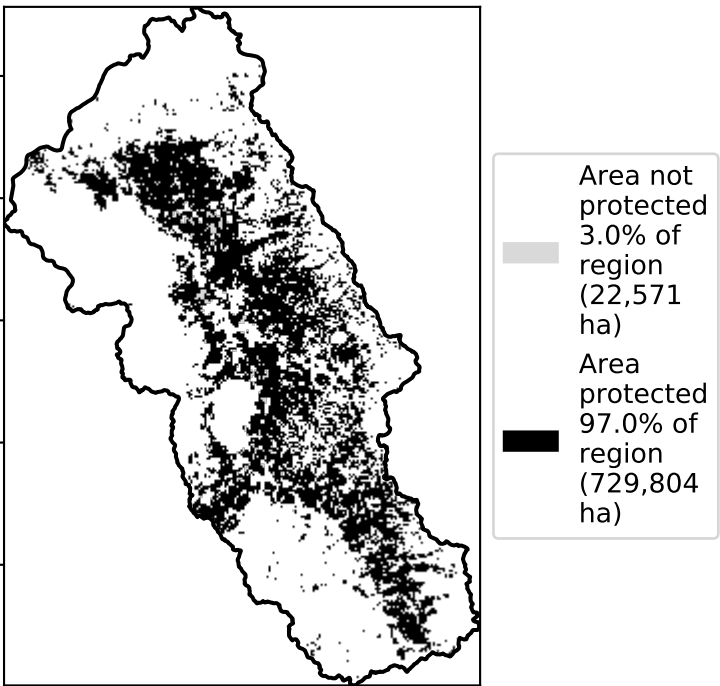 Area not
protected
3.0% of
region
(22,571
ha)
Area
protected
97.0% of
region
(729,804
ha)